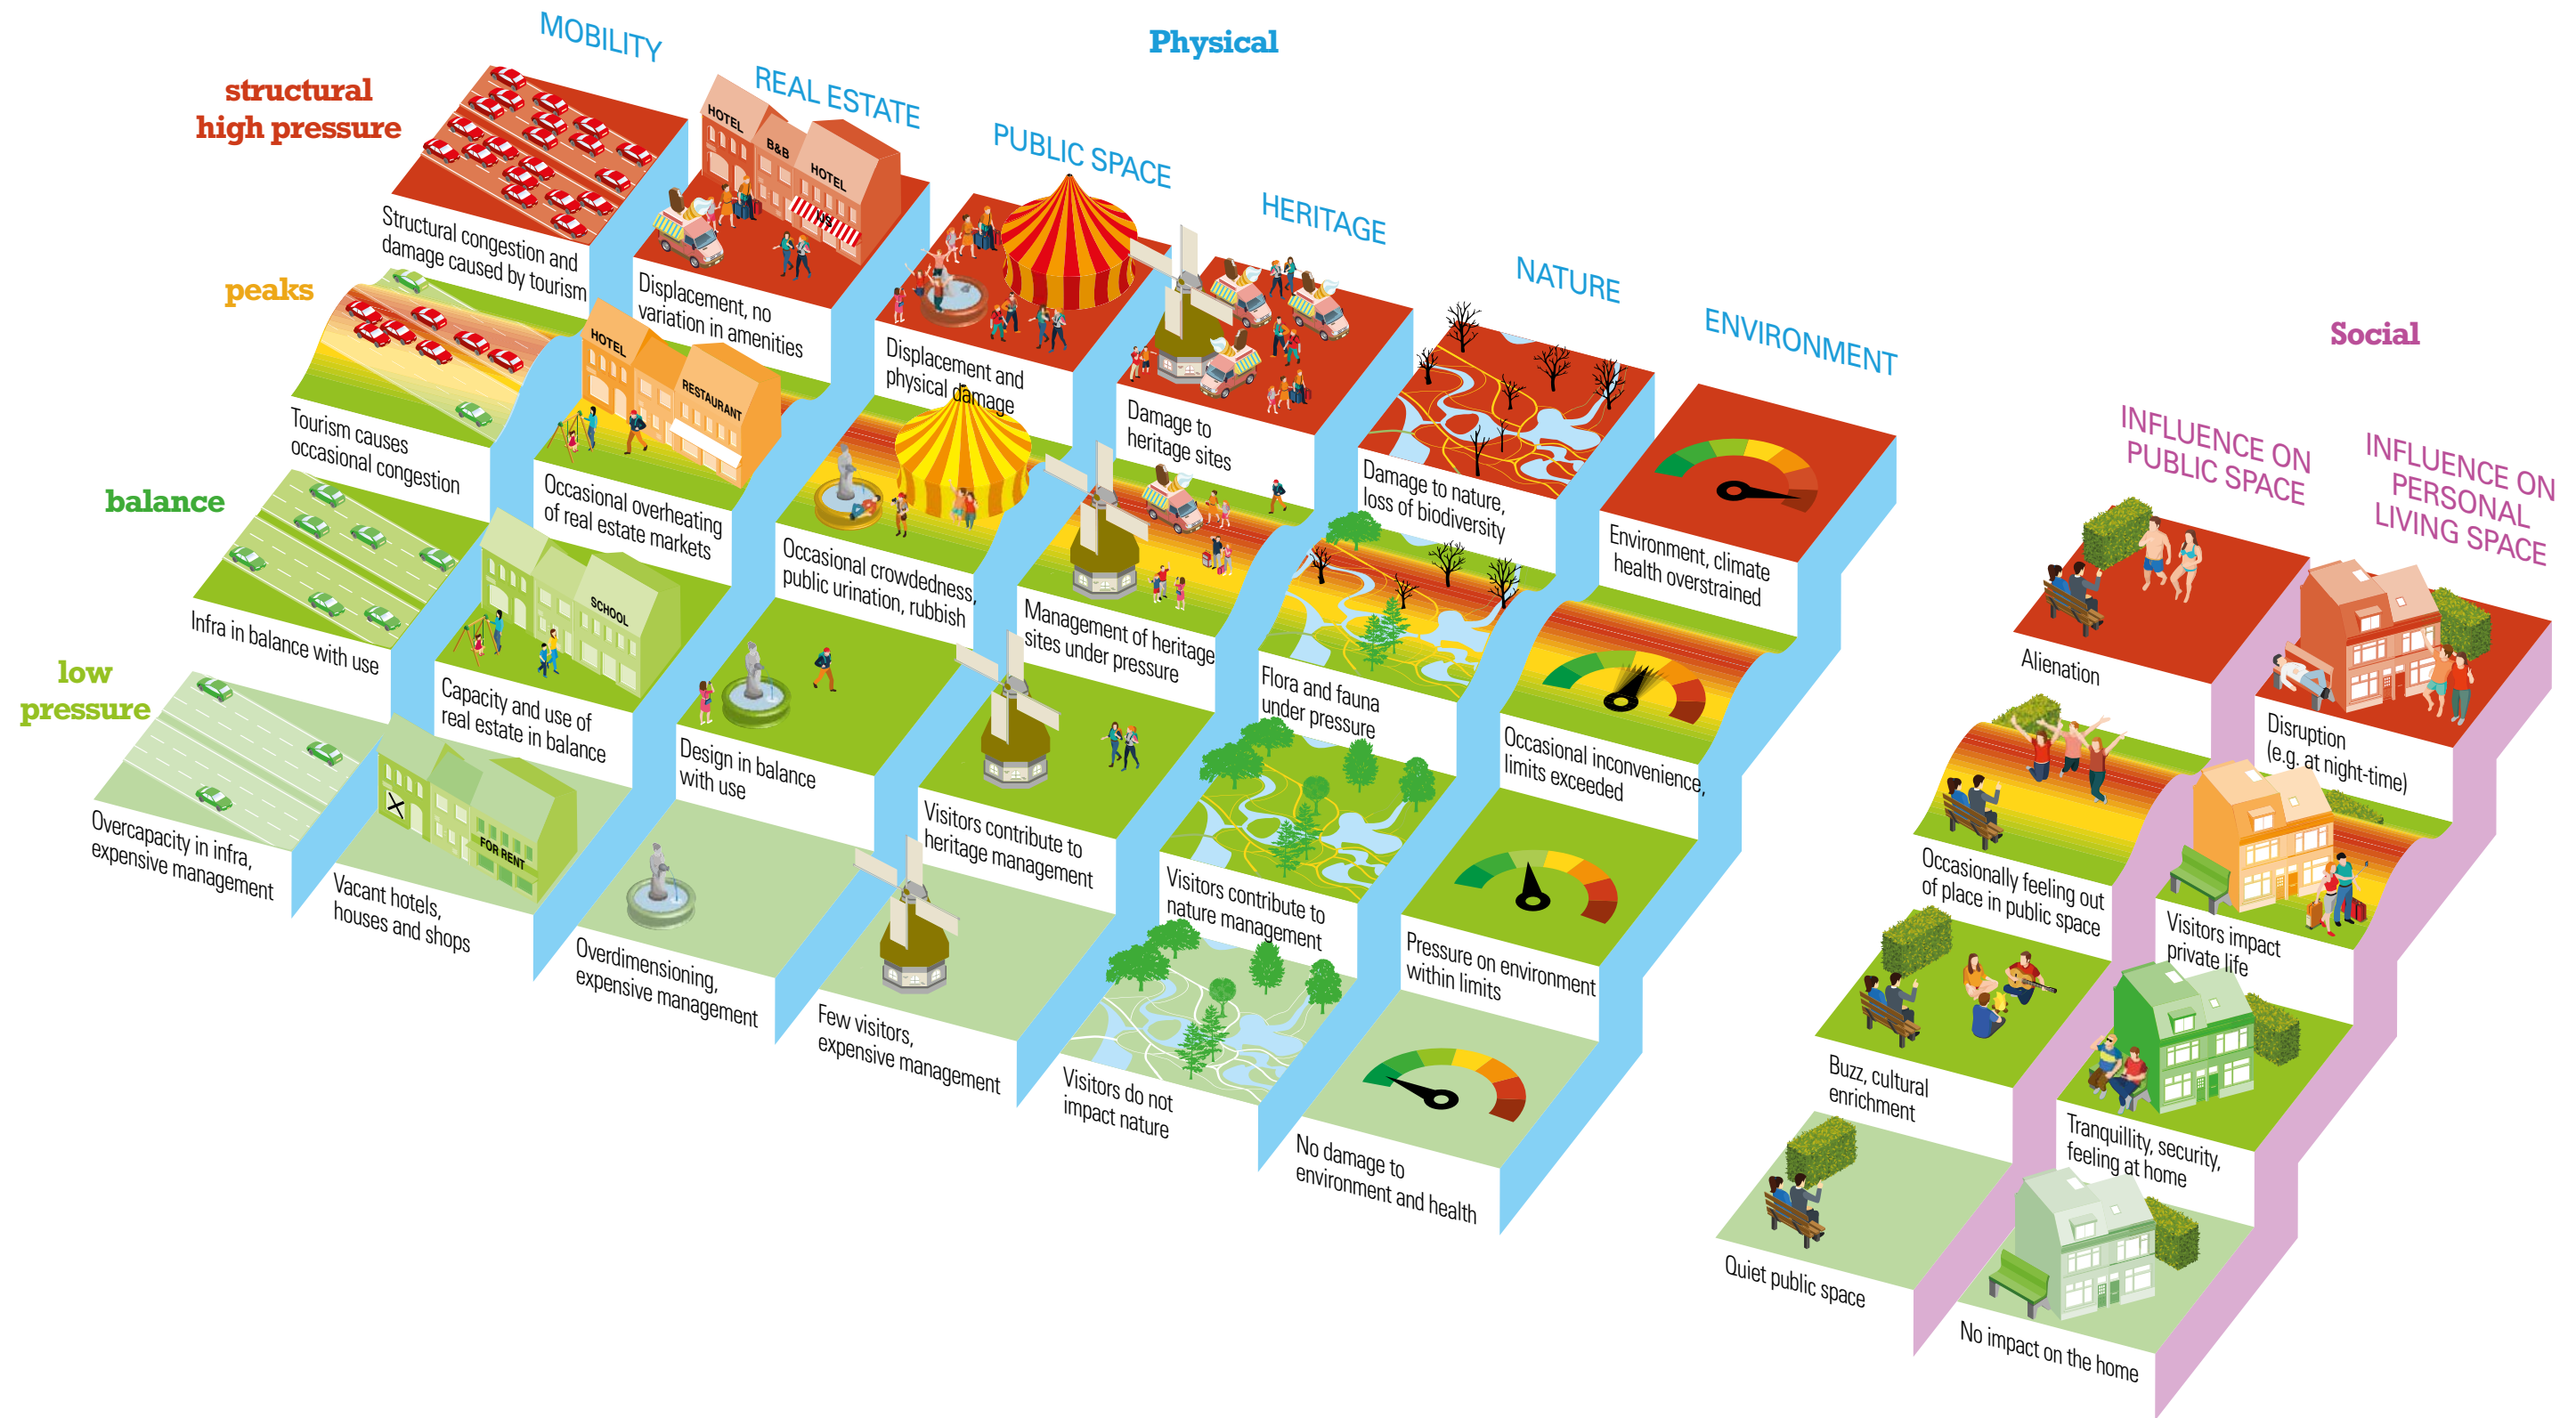 Physical
MOBILITY
REAL ESTATE
PUBLIC SPACE
HERITAGE
NATURE
ENVIRONMENT
Social
INFLUENCE ON
PUBLIC SPACE
INFLUENCE ON
PERSONAL
LIVING SPACE
structural
high pressure
HOTEL
B&B
HOTEL
IJS
Structural congestion and
damage caused by tourism
Displacement, no
variation in amenities
Displacement and
physical damage
Damage to
heritage sites
Damage to nature,
loss of biodiversity
Environment, climate
health overstrained
Alienation
Disruption
(e.g. at night-time)
peaks
HOTEL
RESTAURANT
Tourism causes
occasional congestion
Occasional overheating
of real estate markets
Occasional crowdedness,
public urination, rubbish
Management of heritage
sites under pressure
Flora and fauna
under pressure
Occasional inconvenience,
limits exceeded
Occasionally feeling out
of place in public space
Visitors impact
private life
balance
SCHOOL
Infra in balance with use
Capacity and use of
real estate in balance
Design in balance
with use
Visitors contribute to
heritage management
Visitors contribute to
nature management
Pressure on environment
within limits
Buzz, cultural
enrichment
Tranquillity, security,
feeling at home
low
pressure
FOR RENT
Overcapacity in infra,
expensive management
Vacant hotels,
houses and shops
Overdimensioning,
expensive management
Few visitors,
expensive management
Visitors do not
impact nature
No damage to
environment and health
Quiet public space
No impact on the home